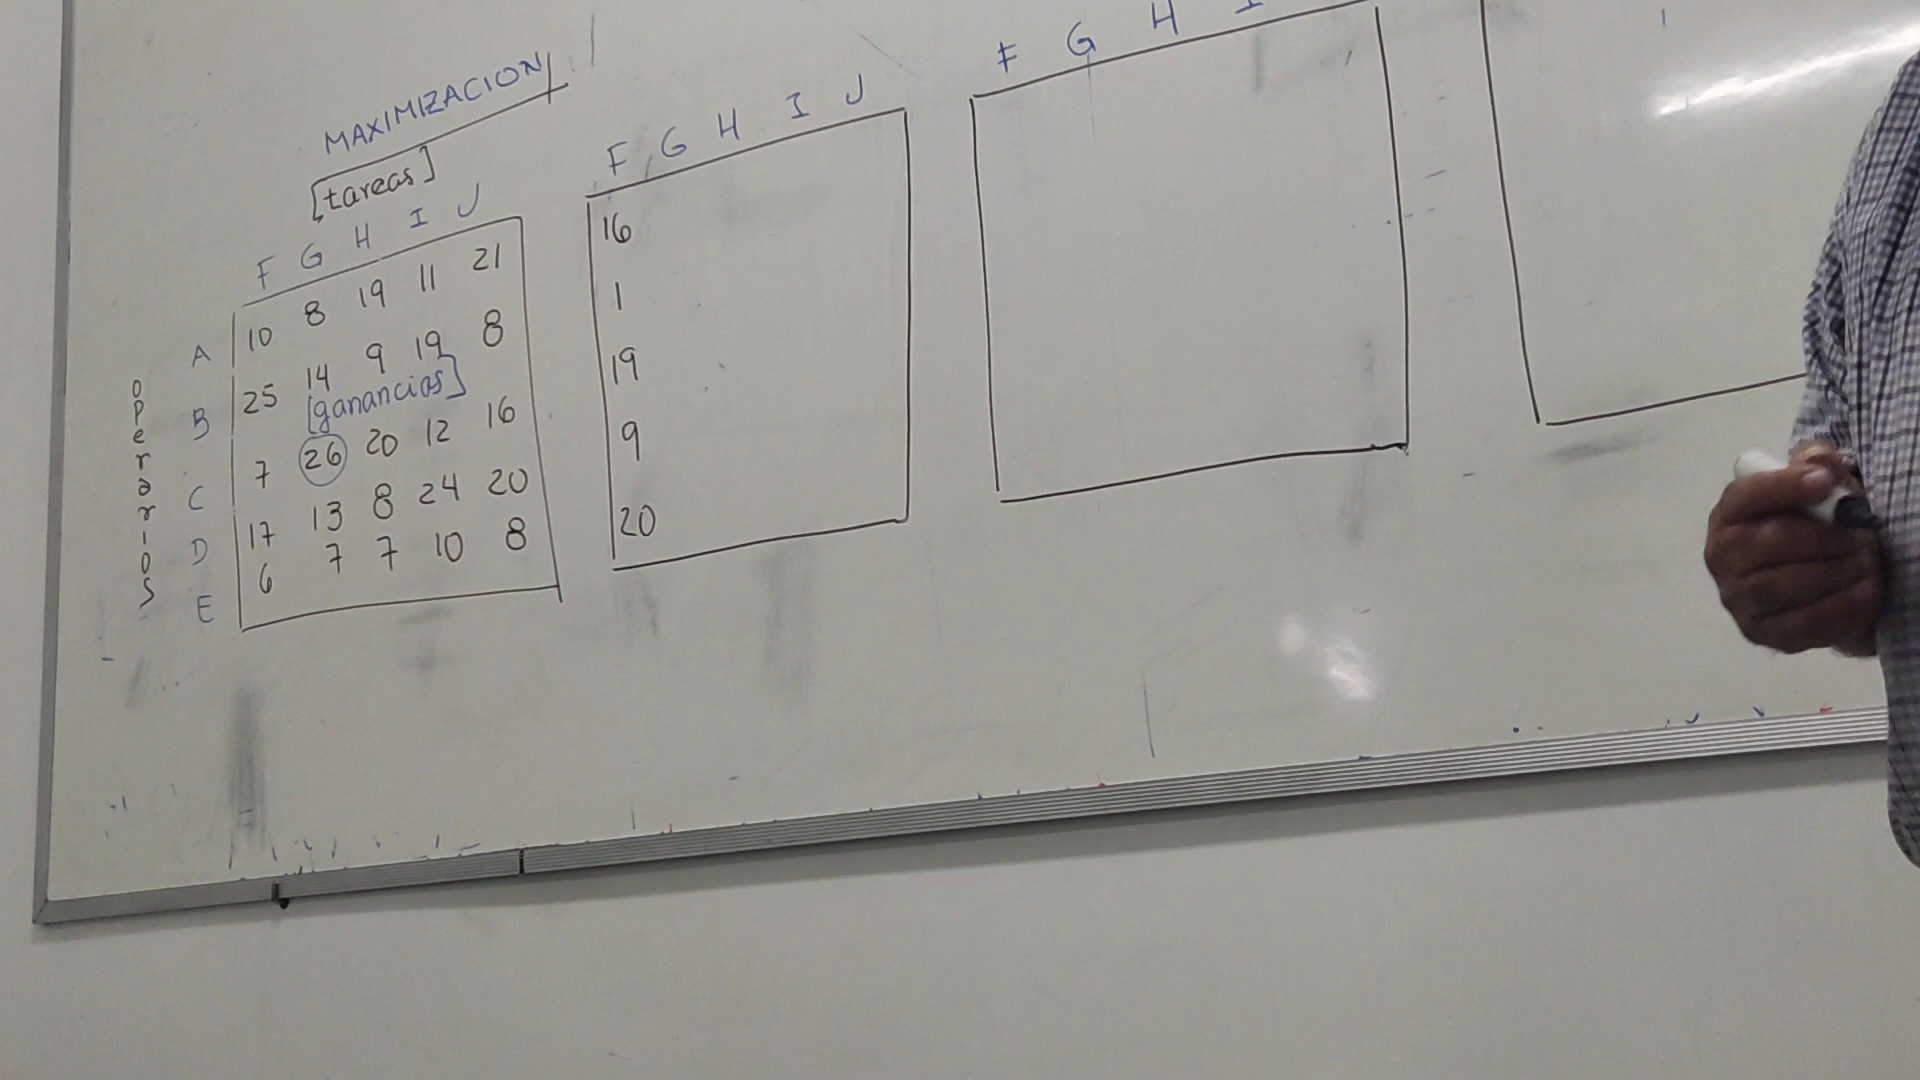 MAXIMIZACION
[tareas]
F G H I J
A 10 8 19 11 21
B 25 14 9 19 8
[ganancias]
C 7 26 20 12 16
D 17 13 8 24 20
E 6 7 7 10 8
operarios
F G H I J
16
1
19
9
20
F G H I